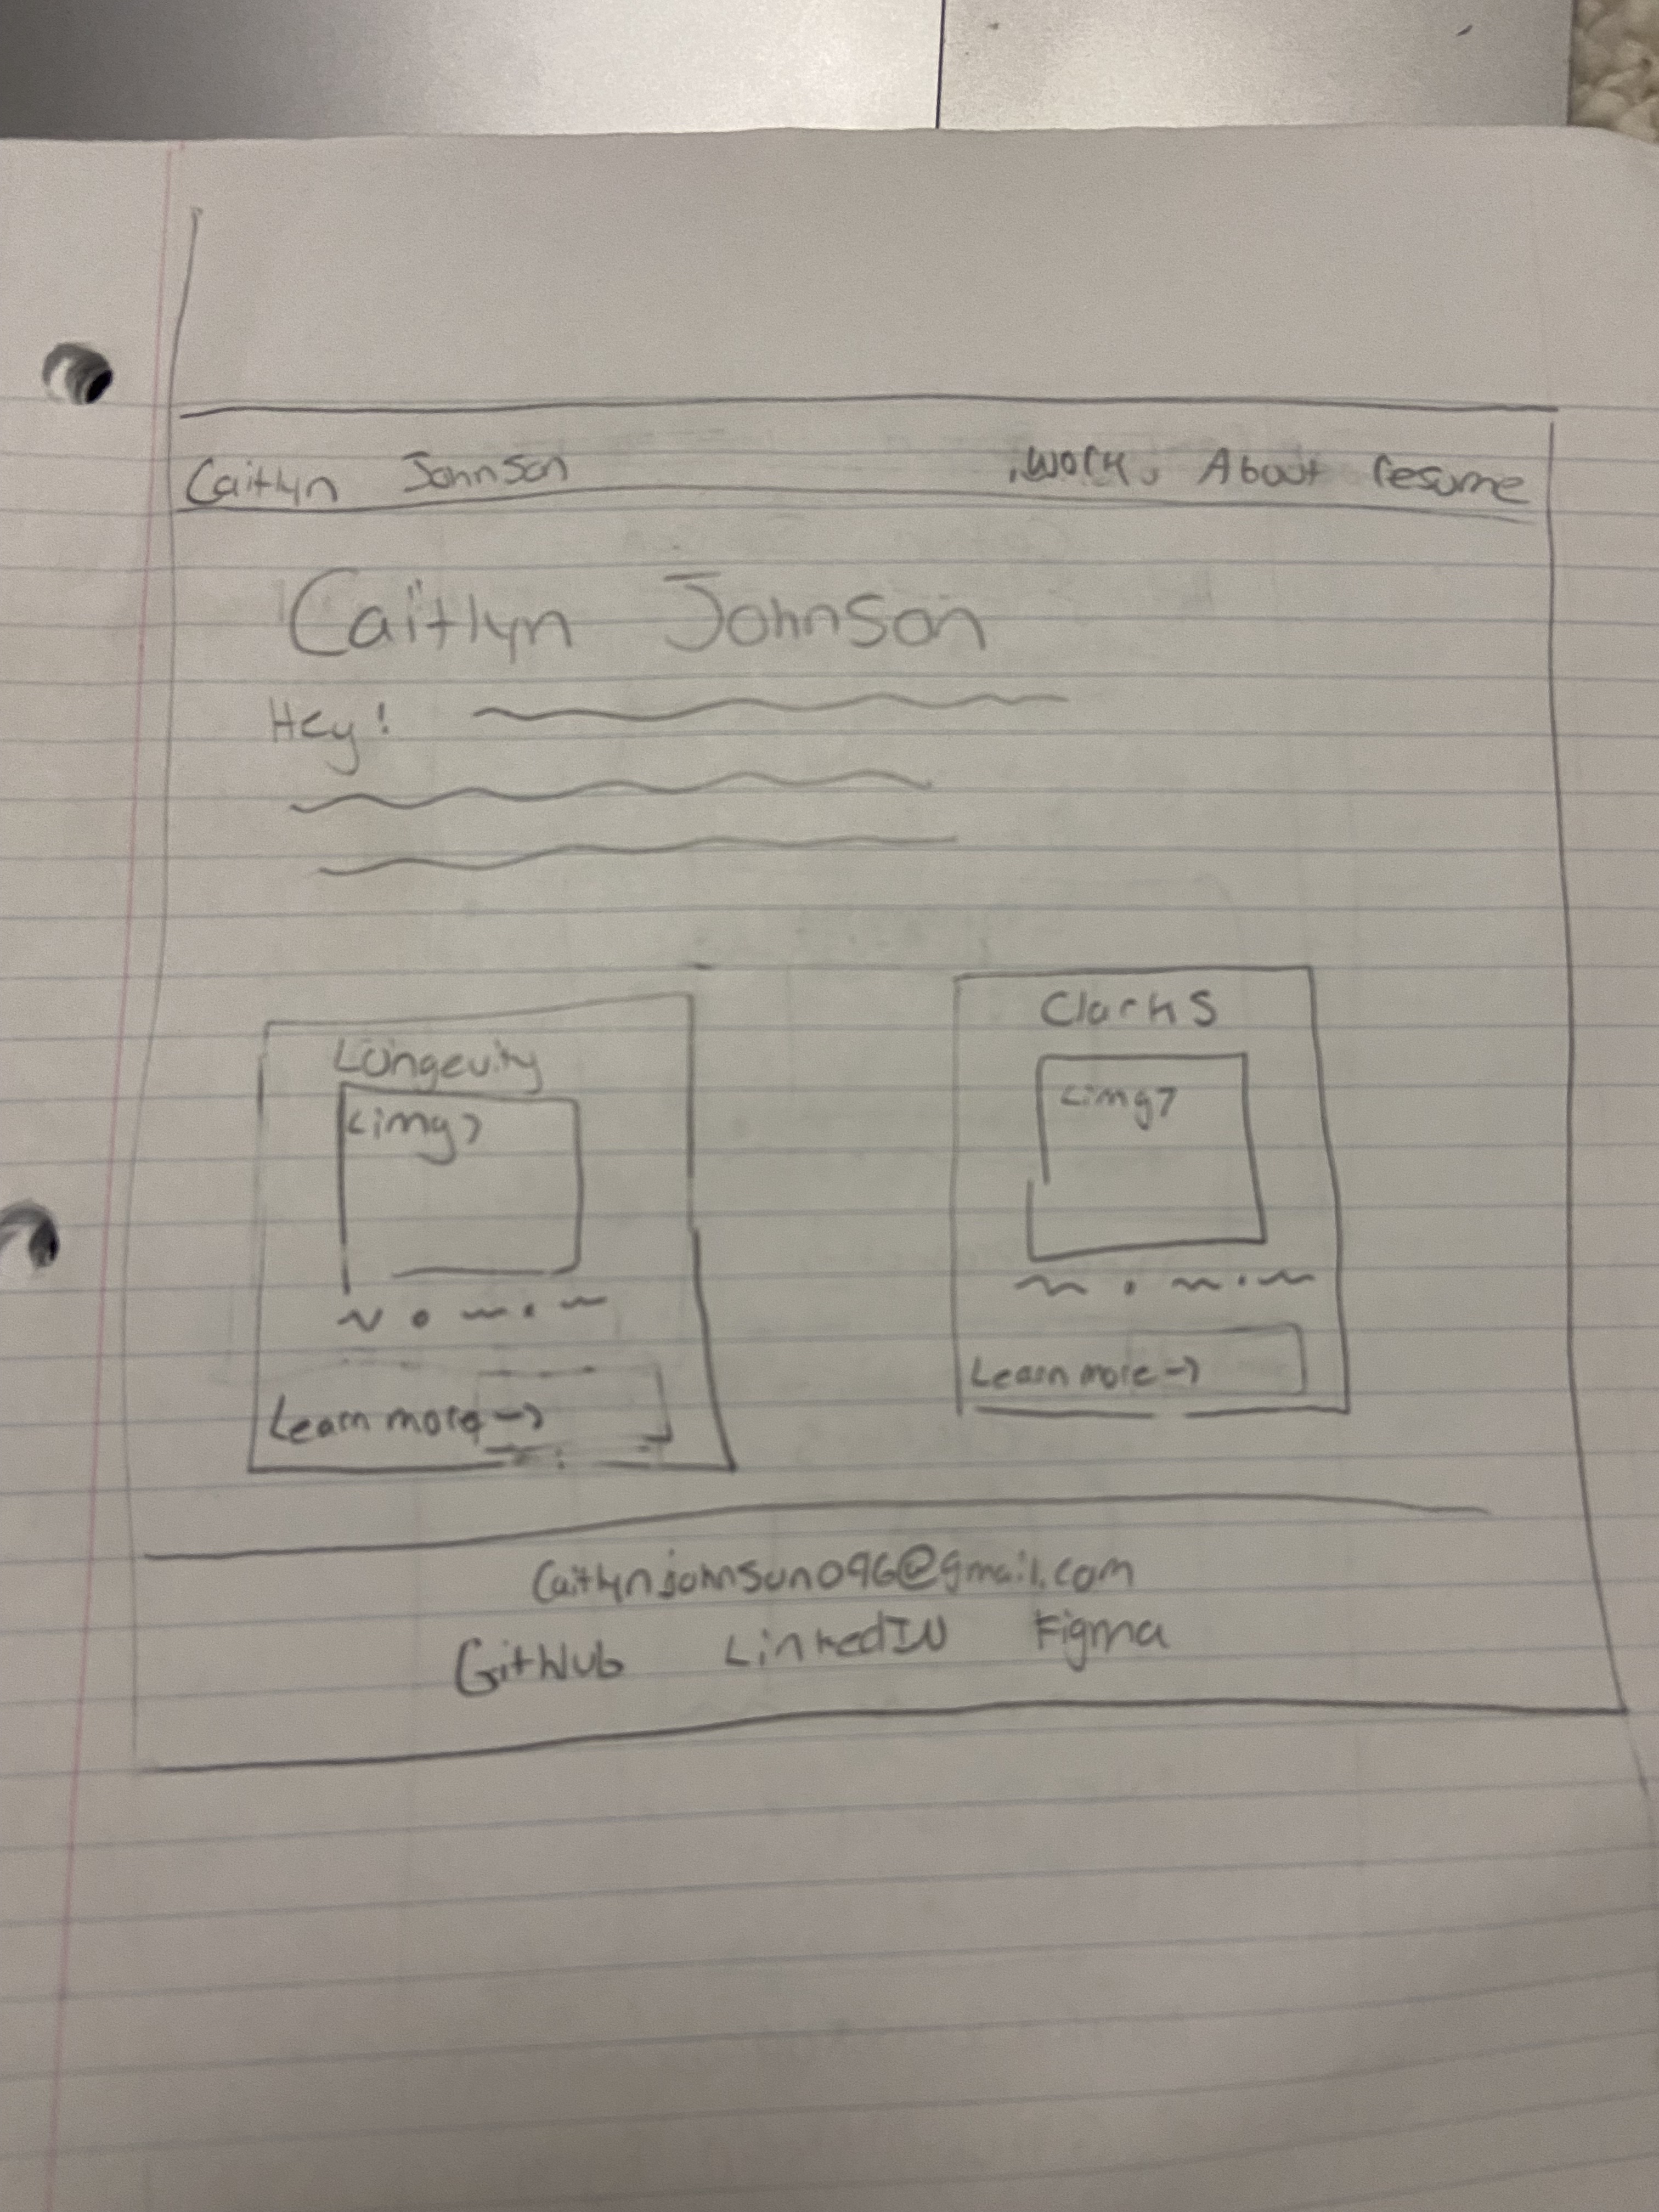 Caitlyn Johnson .Work. About resume
Caitlyn Johnson
Hey!
Longevity
<img>
Learn more ->
Clarks
<img>
Learn more ->
Caitlynjohnson096@gmail.com
GitHub LinkedIN Figma